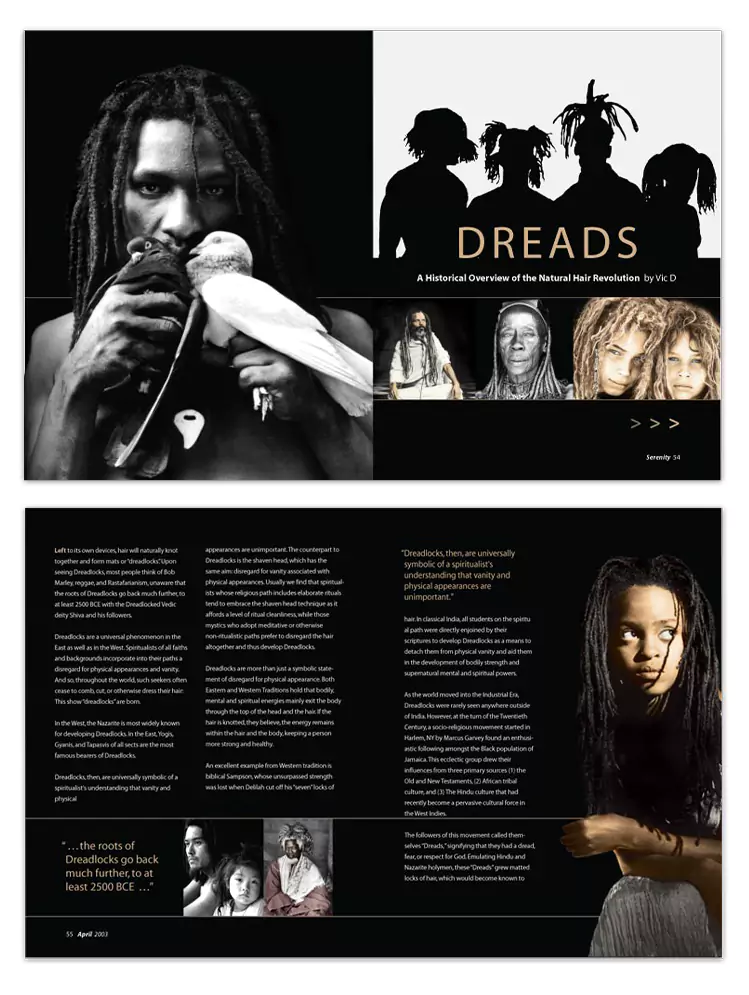 DREADS
A Historical Overview of the Natural Hair Revolution by Vic D
> > >
Serenity 54
Left to its own devices, hair will naturally knot
together and form mats or "dreadlocks". Upon
seeing Dreadlocks, most people think of Bob
Marley, reggae, and Rastafarianism, unaware that
the roots of Dreadlocks go back much further, to
at least 2500 BCE with the Dreadlocked Vedic
deity Shiva and his followers.
Dreadlocks are a universal phenomenon in the
East as well as in the West. Spiritualists of all faiths
and backgrounds incorporate into their paths a
disregard for physical appearances and vanity.
And so, throughout the world, such seekers often
cease to comb, cut, or otherwise dress their hair:
This show "dreadlocks" are born.
In the West, the Nazarite is most widely known
for developing Dreadlocks. In the East, Yogis,
Gyanis, and Tapasvis of all sects are the most
famous bearers of Dreadlocks.
Dreadlocks, then, are universally symbolic of a
spiritualist's understanding that vanity and
physical
appearances are unimportant. The counterpart to
Dreadlocks is the shaven head, which has the
same aim: disregard for vanity associated with
physical appearances. Usually we find that spiritual-
ists whose religious path includes elaborate rituals
tend to embrace the shaven head technique as it
affords a level of ritual cleanliness, while those
mystics who adopt meditative or otherwise
non-ritualistic paths prefer to disregard the hair
altogether and thus develop Dreadlocks.
Dreadlocks are more than just a symbolic state-
ment of disregard for physical appearance. Both
Eastern and Western Traditions hold that bodily,
mental and spiritual energies mainly exit the body
through the top of the head and the hair. If the
hair is knotted, they believe, the energy remains
within the hair and the body, keeping a person
more strong and healthy.
An excellent example from Western tradition is
biblical Sampson, whose unsurpassed strength
was lost when Delilah cut off his "seven" locks of
"Dreadlocks, then, are universally
symbolic of a spiritualist's
understanding that vanity and
physical appearances are
unimportant."
hair. In classical India, all students on the spiritu
al path were directly enjoined by their
scriptures to develop Dreadlocks as a means to
detach them from physical vanity and aid them
in the development of bodily strength and
supernatural mental and spiritual powers.
As the world moved into the Industrial Era,
Dreadlocks were rarely seen anywhere outside
of India. However, at the turn of the Twentieth
Century, a socio-religious movement started in
Harlem, NY by Marcus Garvey found an enthusi-
astic following amongst the Black population of
Jamaica. This ecclectic group drew their
influences from three primary sources (1) the
Old and New Testaments, (2) African tribal
culture, and (3) The Hindu culture that had
recently become a pervasive cultural force in
the West Indies.
The followers of this movement called them-
selves "Dreads," signifying that they had a dread,
fear, or respect for God. Emulating Hindu and
Nazarite holymen, these "Dreads" grew matted
locks of hair, which would become known to
"...the roots of
Dreadlocks go back
much further, to at
least 2500 BCE ..."
55 April 2003